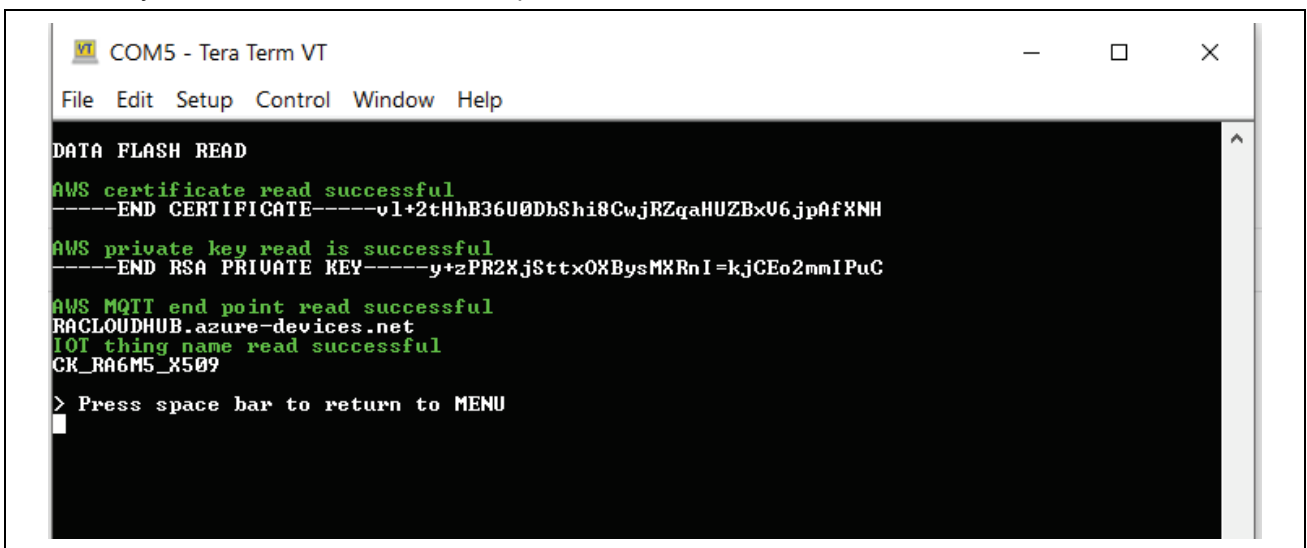 COM5 - Tera Term VT
File Edit Setup Control Window Help
DATA FLASH READ
AWS certificate read successful
-----END CERTIFICATE-----vl+2tHhB36U0DbShi8CwjRZqaHUZBxV6jpAfXNH
AWS private key read is successful
-----END RSA PRIVATE KEY-----y+zPR2XjSttxOXBysMXRnI=kjCEo2mmIPuC
AWS MQTT end point read successful
RACLOUDHUB.azure-devices.net
IOT thing name read successful
CK_RA6M5_X509
> Press space bar to return to MENU